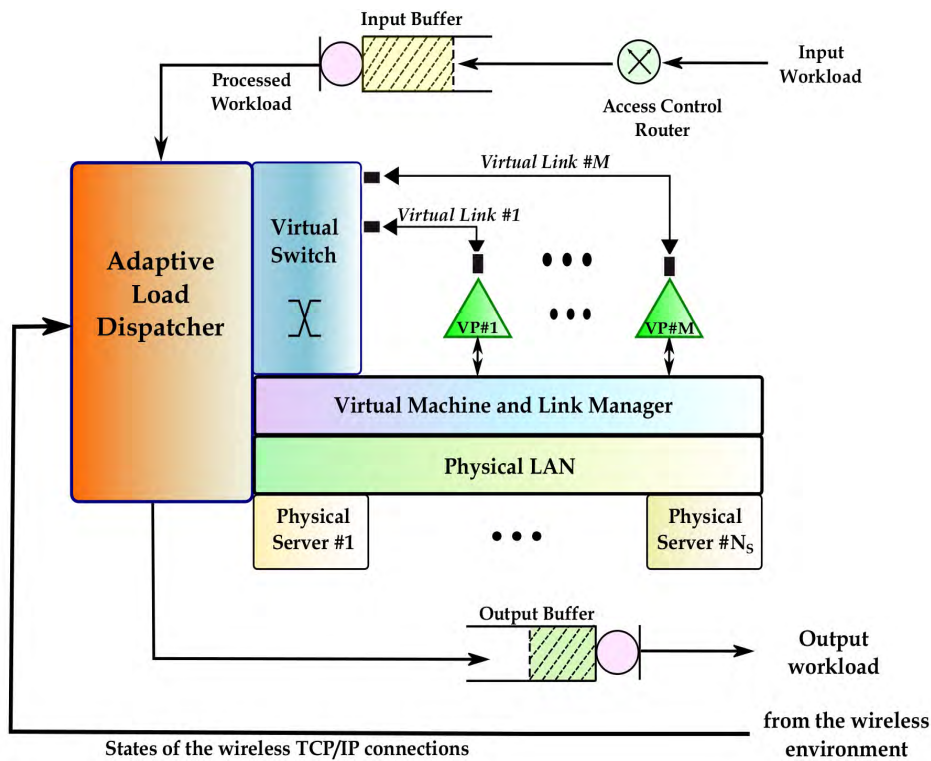 Input Buffer
Input
Workload
Processed
Workload
Access Control
Router
Virtual Link #M
Virtual Link #1
Virtual
Switch
Adaptive
Load
Dispatcher
VP#1
VP#M
Virtual Machine and Link Manager
Physical LAN
Physical
Server #1
Physical
Server #NS
Output Buffer
Output
workload
from the wireless
environment
States of the wireless TCP/IP connections